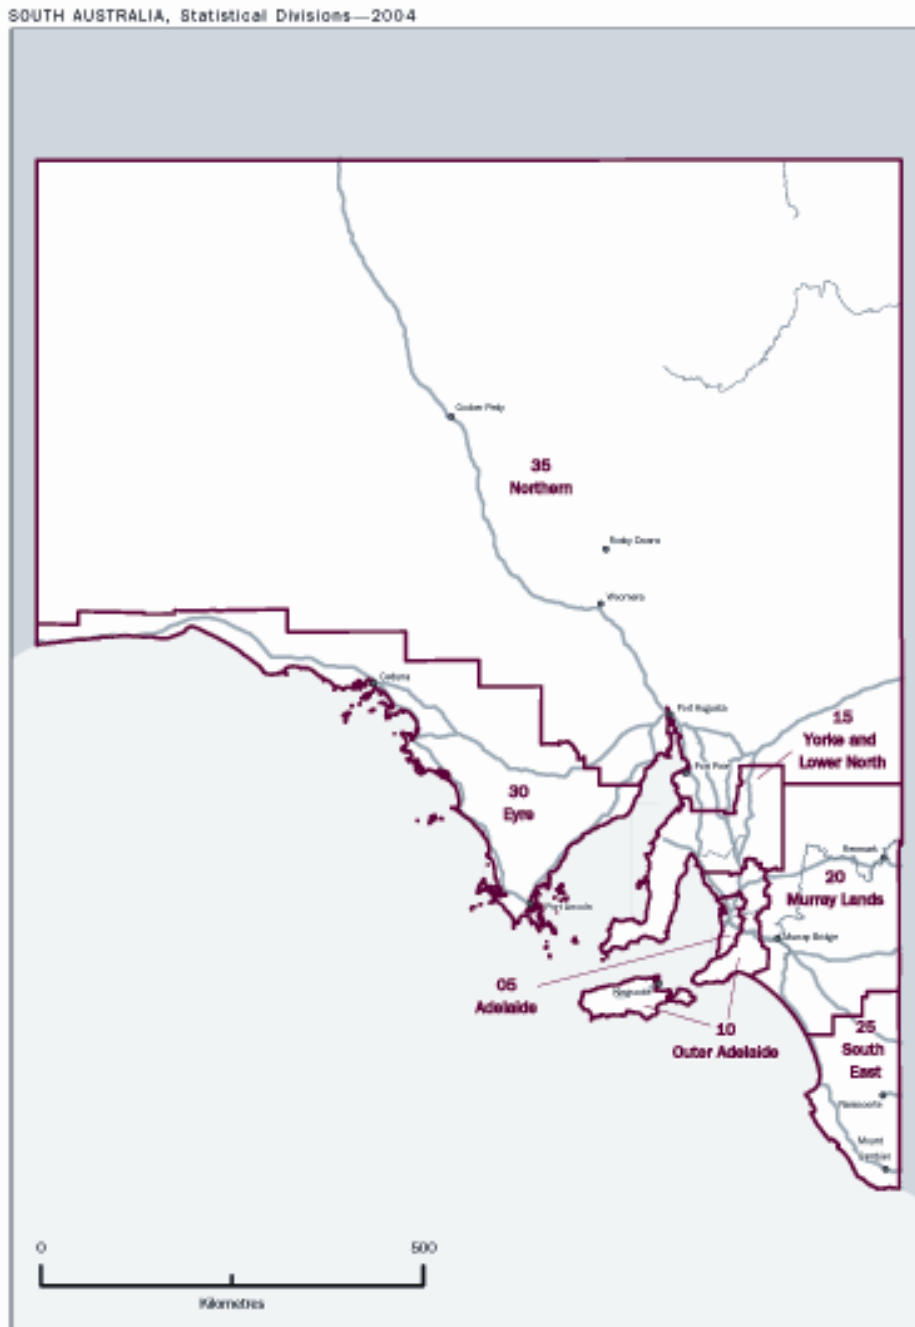 SOUTH AUSTRALIA, Statistical Divisions—2004
Coober Pedy
35
Northern
Roxby Downs
Woomera
Ceduna
Port Augusta
15
Yorke and
Lower North
Port Pirie
30
Eyre
Renmark
20
Murray Lands
Port Lincoln
Murray Bridge
05
Adelaide
Kingscote
10
Outer Adelaide
25
South
East
Naracoorte
Mount
Gambier
0
500
Kilometres